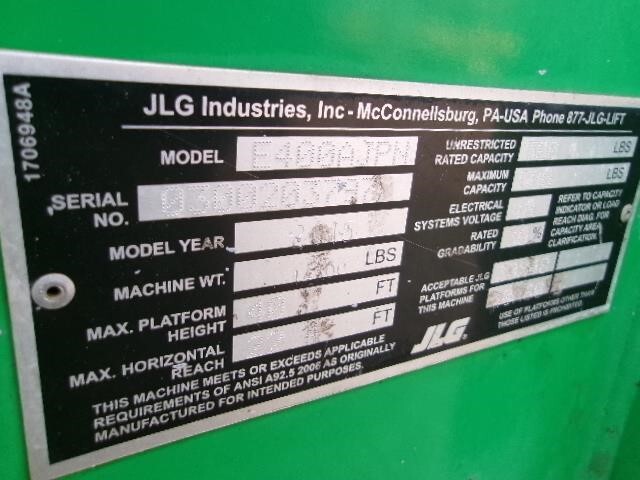 1706948A
JLG Industries, Inc - McConnellsburg, PA-USA Phone 877-JLG-LIFT
MODEL E400AJPN
SERIAL NO.
MODEL YEAR
MACHINE WT. LBS
MAX. PLATFORM HEIGHT 40 FT
MAX. HORIZONTAL REACH FT
UNRESTRICTED RATED CAPACITY LBS
MAXIMUM CAPACITY LBS
ELECTRICAL SYSTEMS VOLTAGE
RATED GRADABILITY %
REFER TO CAPACITY
INDICATOR OR LOAD
REACH DIAG. FOR
CAPACITY AREA
CLARIFICATION.
ACCEPTABLE JLG
PLATFORMS FOR
THIS MACHINE
USE OF PLATFORMS OTHER THAN
THOSE LISTED IS PROHIBITED.
JLG
THIS MACHINE MEETS OR EXCEEDS APPLICABLE
REQUIREMENTS OF ANSI A92.5 2006 AS ORIGINALLY
MANUFACTURED FOR INTENDED PURPOSES.